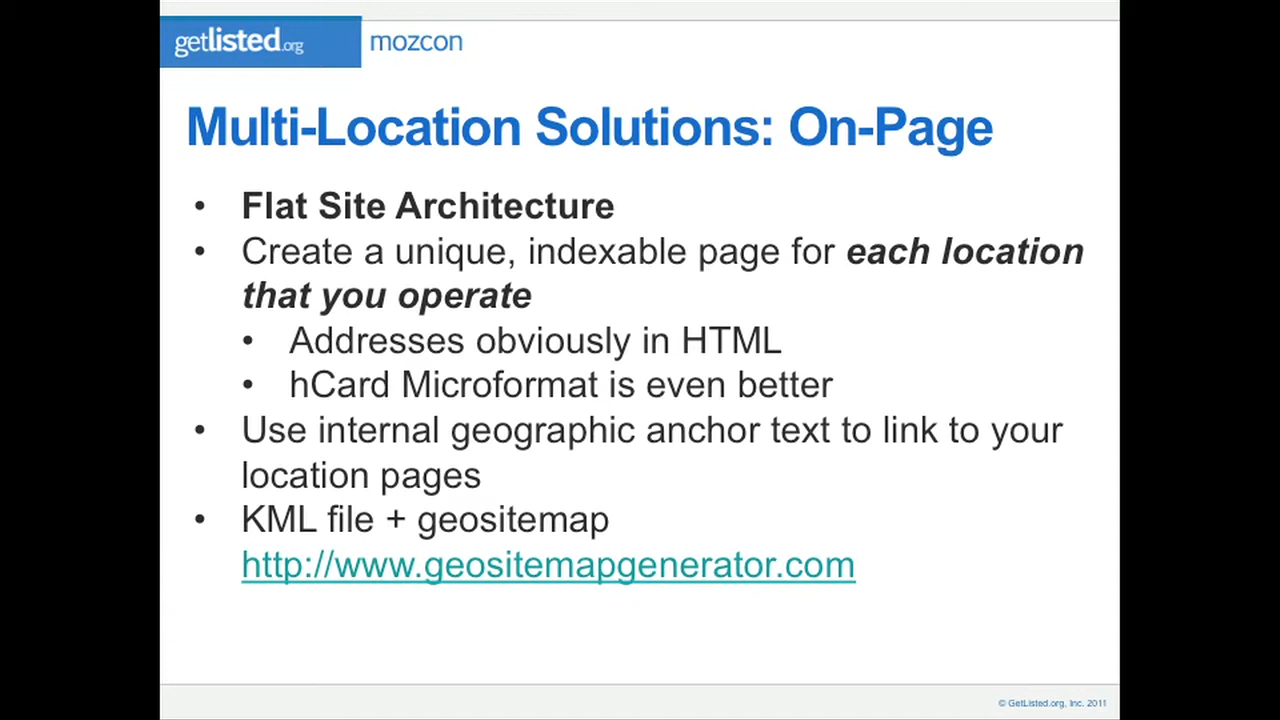 getlisted.org mozcon
Multi-Location Solutions: On-Page
• Flat Site Architecture
• Create a unique, indexable page for each location
that you operate
• Addresses obviously in HTML
• hCard Microformat is even better
• Use internal geographic anchor text to link to your
location pages
• KML file + geositemap
http://www.geositemapgenerator.com
© GetListed.org, Inc. 2011